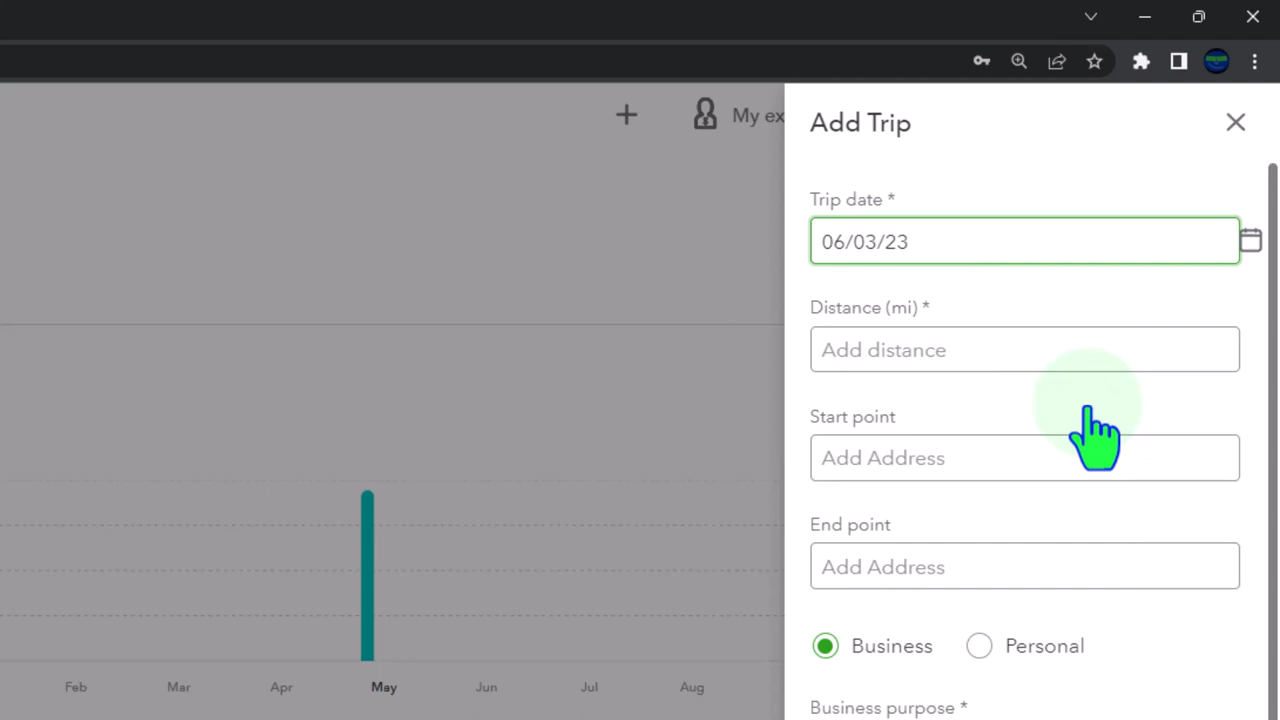 My ex
Add Trip
Trip date *
06/03/23
Distance (mi) *
Add distance
Start point
Add Address
End point
Add Address
Business Personal
Business purpose *
Feb Mar Apr May Jun Jul Aug